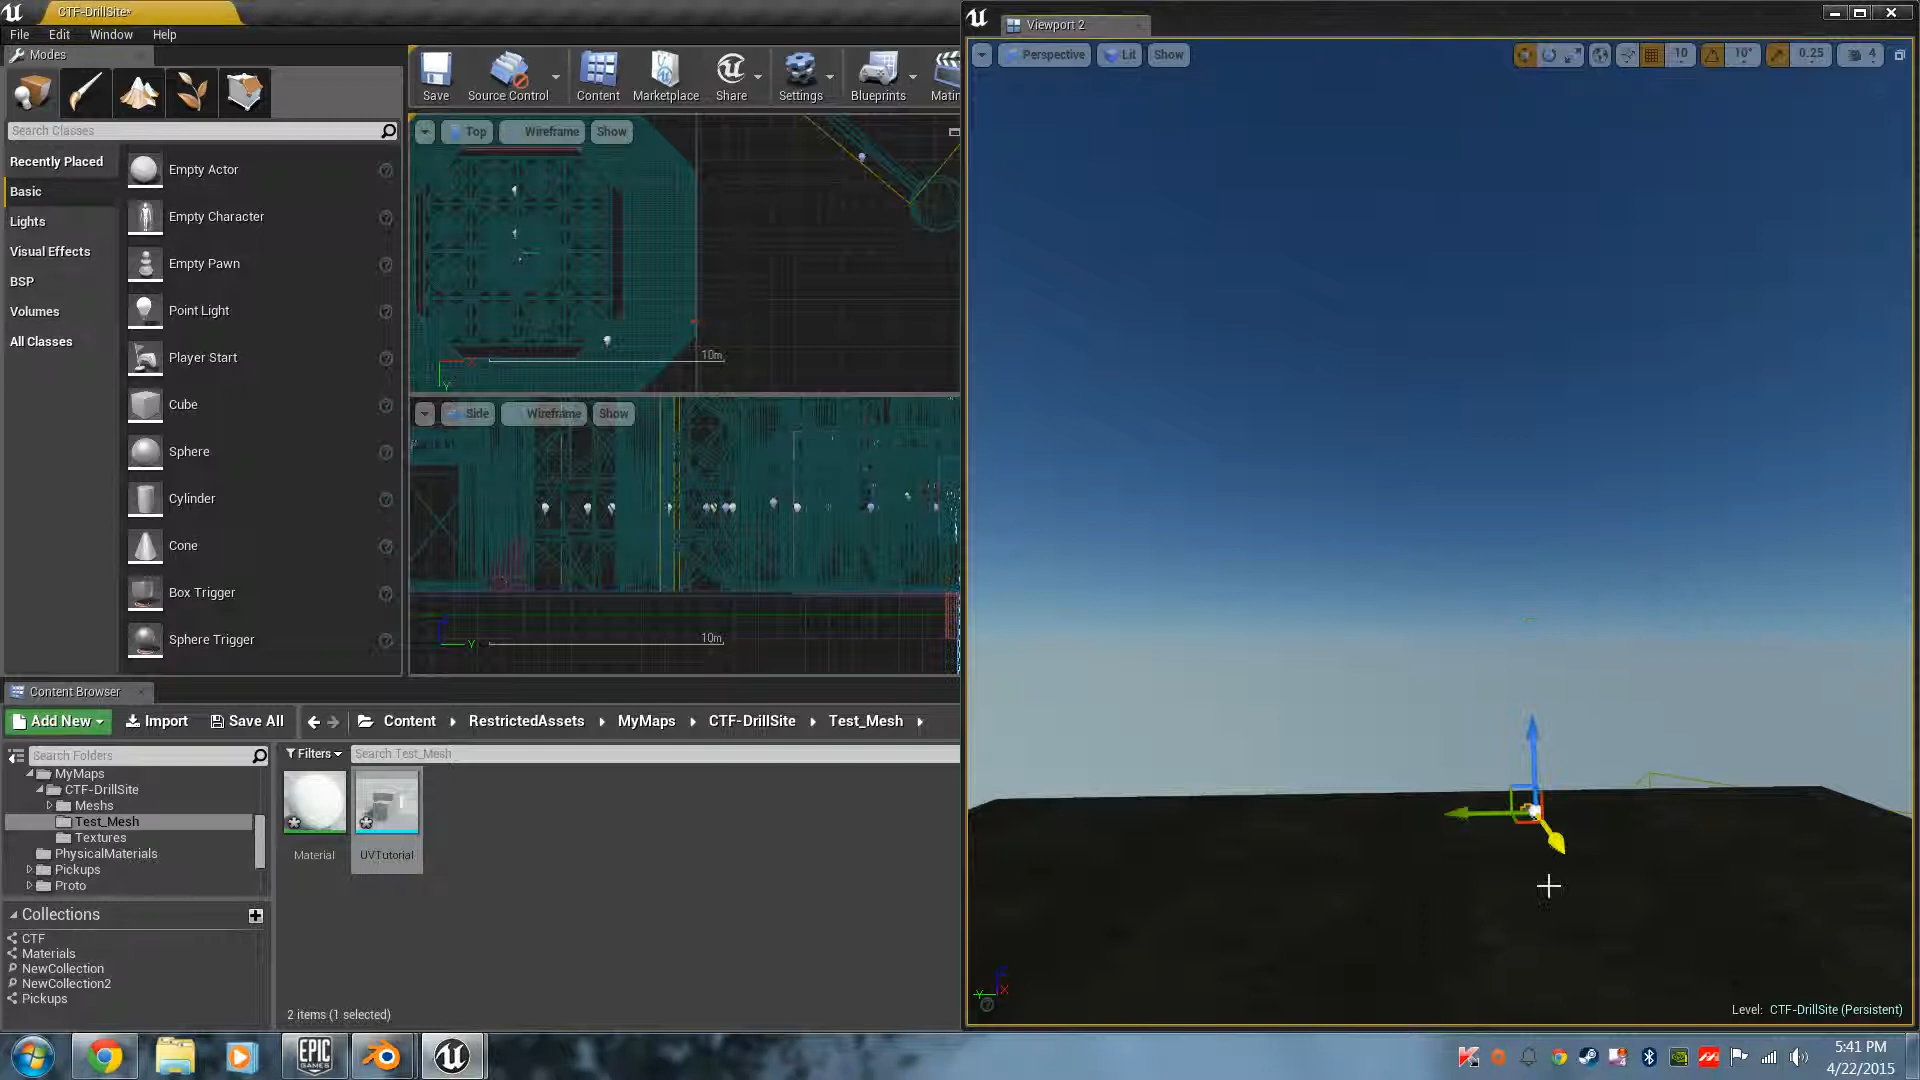 CTF-DrillSite*
Viewport 2
File Edit Window Help
Modes
Perspective Lit Show 10 10° 0.25 4
Save Source Control Content Marketplace Share Settings Blueprints Matin
Search Classes
Top Wireframe Show
Recently Placed
Basic
Lights
Visual Effects
BSP
Volumes
All Classes
Empty Actor
Empty Character
Empty Pawn
Point Light
Player Start
Cube
Sphere
Cylinder
Cone
Box Trigger
Sphere Trigger
10m
X
Y
Side Wireframe Show
10m
Y
Content Browser
Add New Import Save All Content RestrictedAssets MyMaps CTF-DrillSite Test_Mesh
Search Folders
Filters Search Test_Mesh
MyMaps
CTF-DrillSite
Meshs
Test_Mesh
Textures
PhysicalMaterials
Pickups
Proto
Material UVTutorial
Collections
CTF
Materials
NewCollection
NewCollection2
Pickups
2 items (1 selected)
Z
Y X
Level: CTF-DrillSite (Persistent)
EPIC GAMES
5:41 PM
4/22/2015